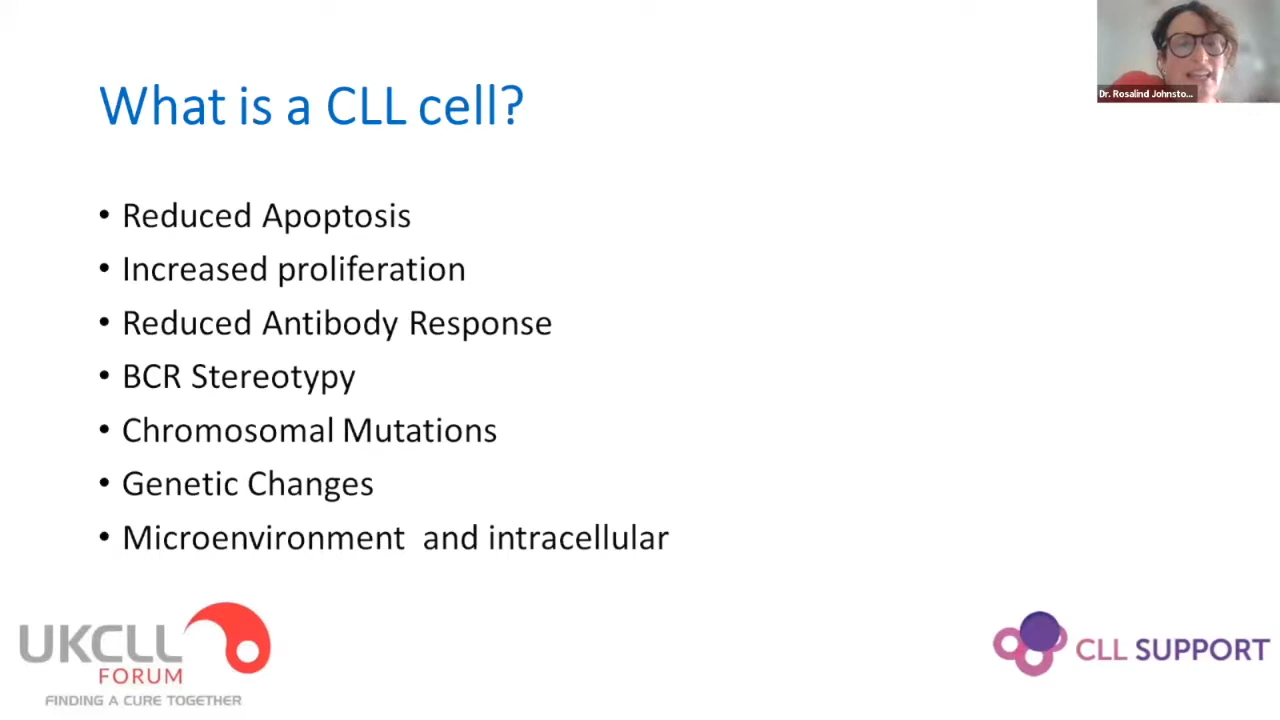 Dr. Rosalind Johnsto...
What is a CLL cell?
• Reduced Apoptosis
• Increased proliferation
• Reduced Antibody Response
• BCR Stereotypy
• Chromosomal Mutations
• Genetic Changes
• Microenvironment and intracellular
UKCLL
FORUM
FINDING A CURE TOGETHER
CLL SUPPORT